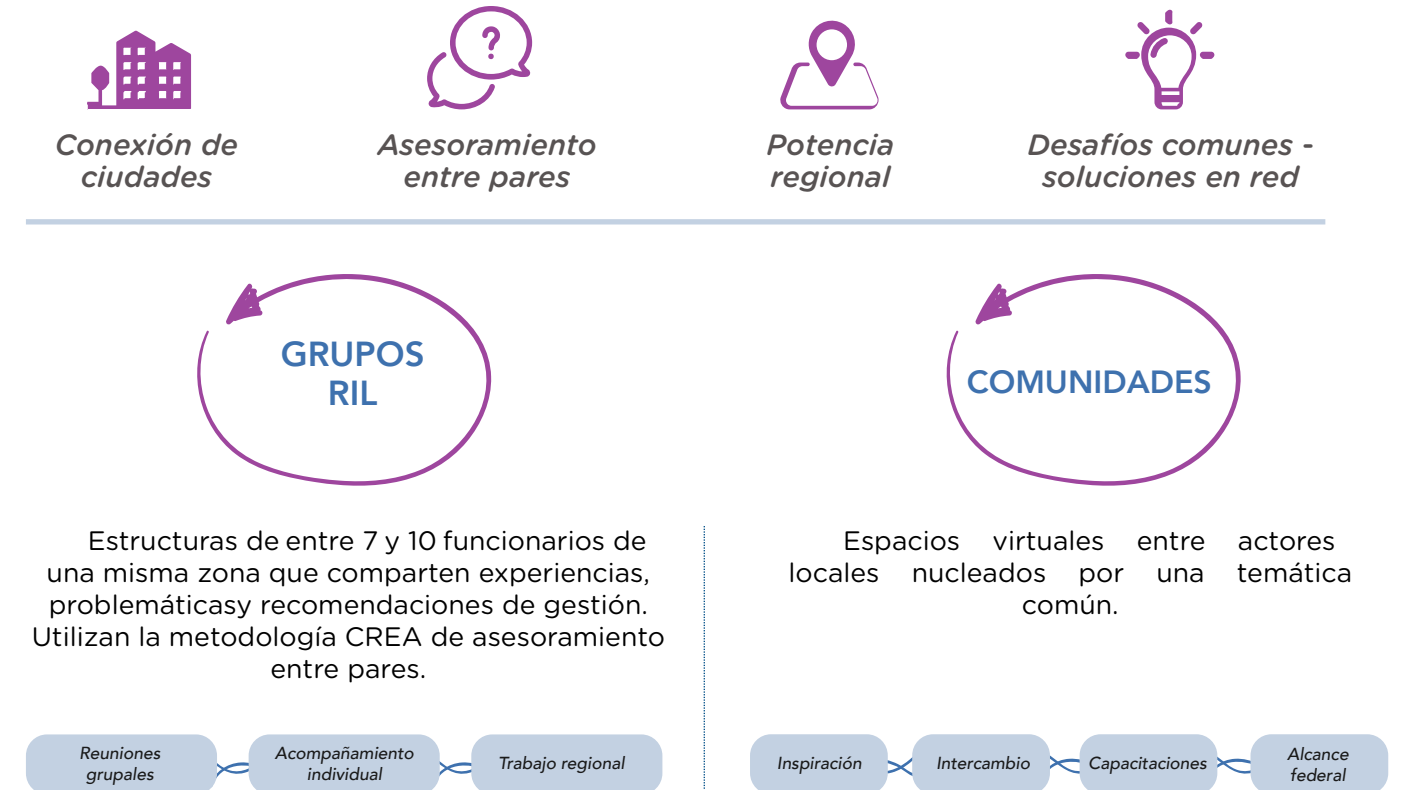 ?
Conexión de
ciudades
Asesoramiento
entre pares
Potencia
regional
Desafíos comunes -
soluciones en red
GRUPOS
RIL
Estructuras de entre 7 y 10 funcionarios de
una misma zona que comparten experiencias,
problemáticasy recomendaciones de gestión.
Utilizan la metodología CREA de asesoramiento
entre pares.
Reuniones
grupales
Acompañamiento
individual
Trabajo regional
COMUNIDADES
Espacios virtuales entre actores
locales nucleados por una temática
común.
Inspiración
Intercambio
Capacitaciones
Alcance
federal